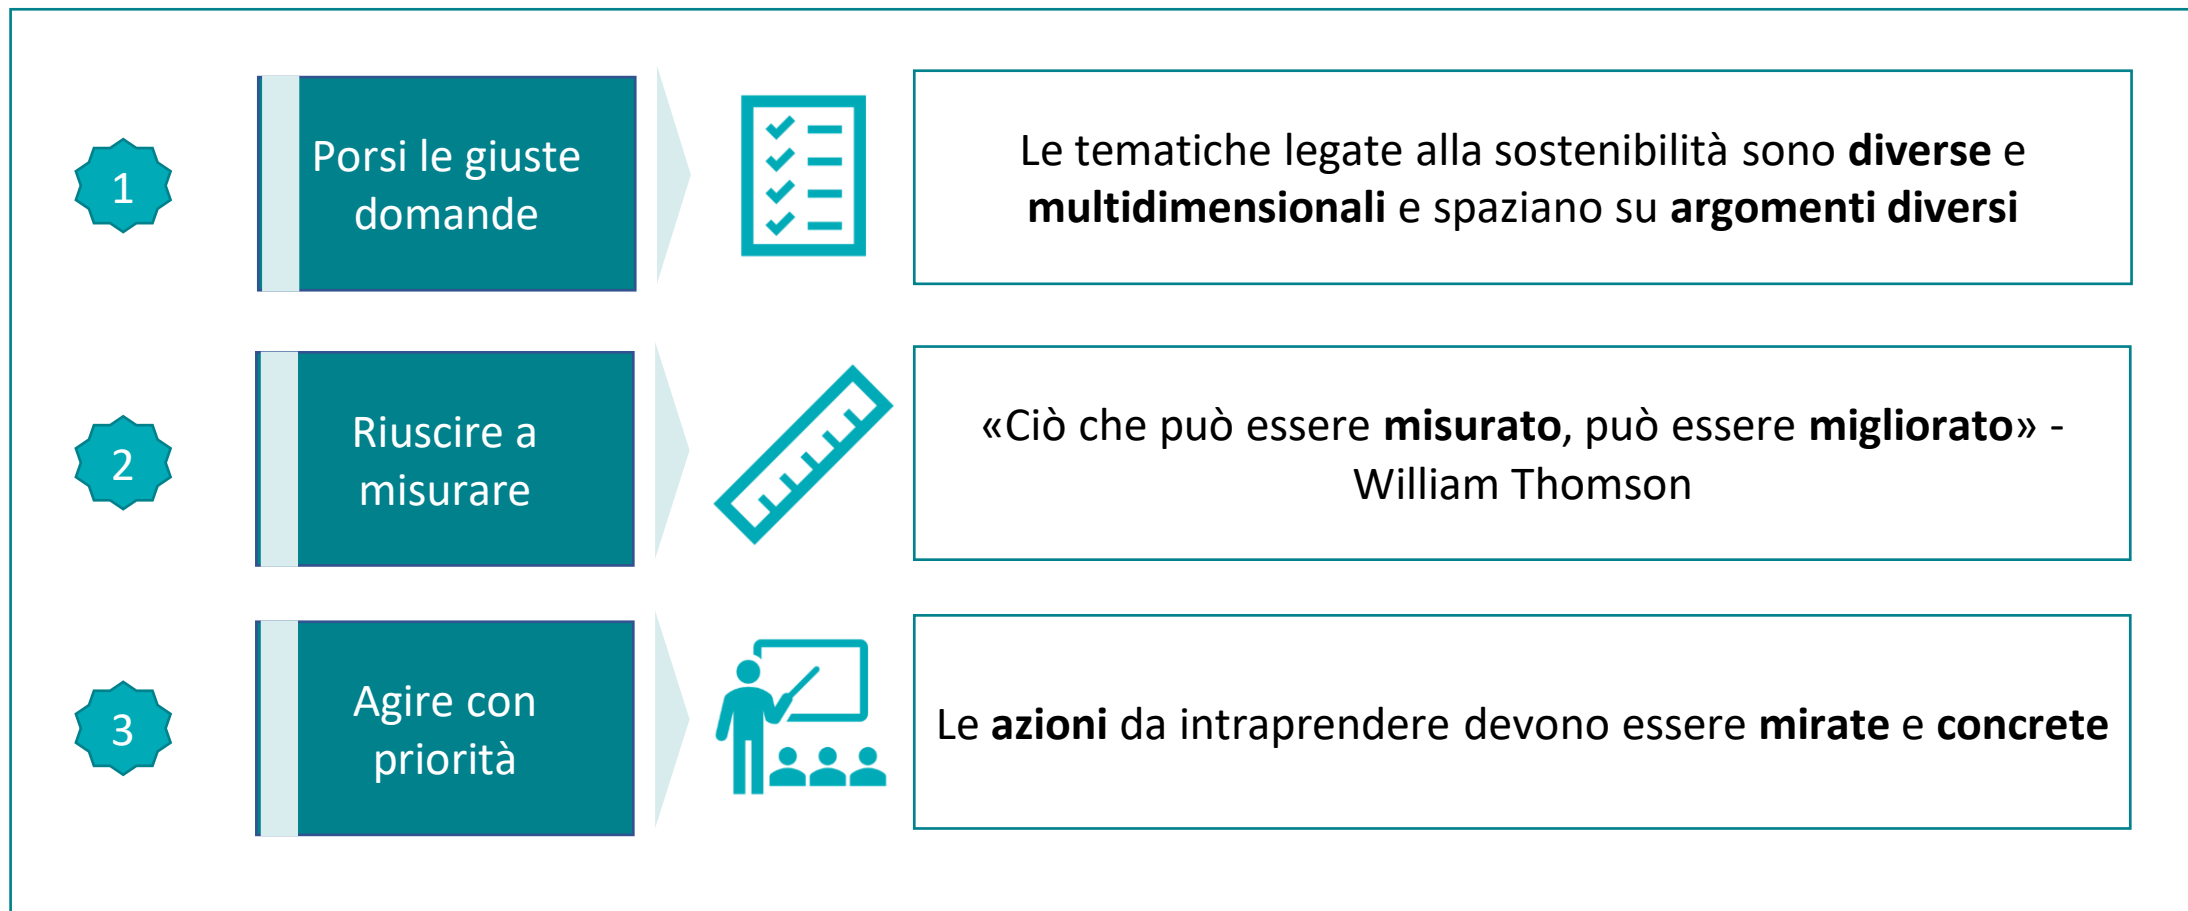 1
Porsi le giuste
domande
Le tematiche legate alla sostenibilità sono diverse e
multidimensionali e spaziano su argomenti diversi
2
Riuscire a
misurare
«Ciò che può essere misurato, può essere migliorato» -
William Thomson
3
Agire con
priorità
Le azioni da intraprendere devono essere mirate e concrete